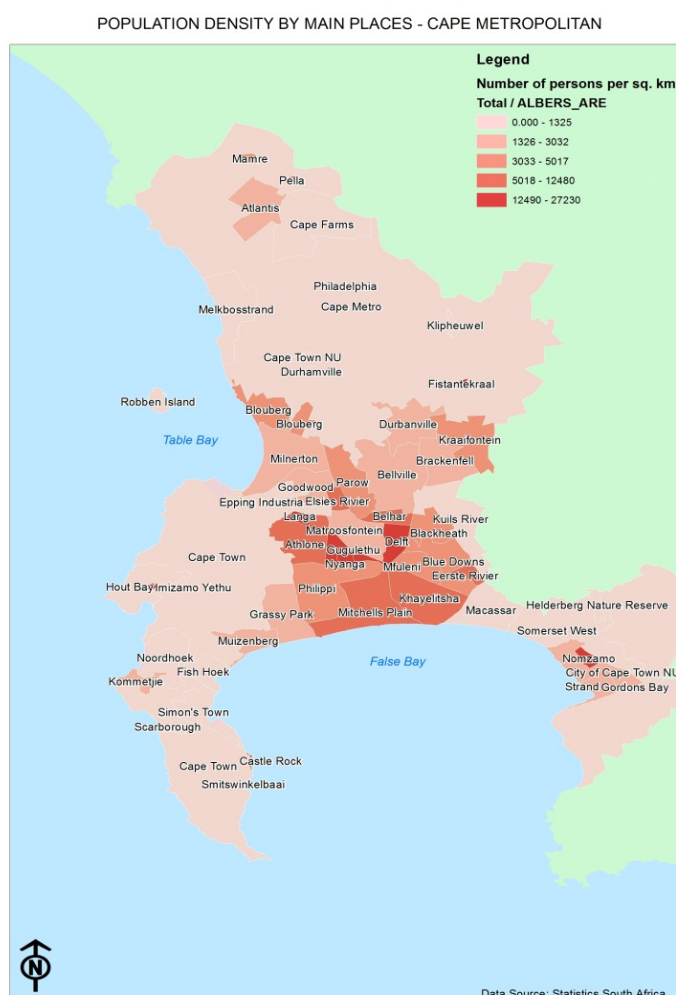 POPULATION DENSITY BY MAIN PLACES - CAPE METROPOLITAN
Legend
Number of persons per sq. km
Total / ALBERS_ARE
0.000 - 1325
1326 - 3032
3033 - 5017
5018 - 12480
12490 - 27230
Mamre
Pella
Atlantis
Cape Farms
Philadelphia
Melkbosstrand
Cape Metro
Klipheuwel
Cape Town NU
Durhamville
Fistantekraal
Robben Island
Blouberg
Blouberg
Durbanville
Table Bay
Kraaifontein
Milnerton
Brackenfell
Bellville
Parow
Goodwood
Epping Industria
Elsies Rivier
Langa
Belhar
Kuils River
Matroosfontein
Blackheath
Athlone
Delft
Gugulethu
Cape Town
Nyanga
Mfuleni
Blue Downs
Eerste Rivier
Hout Bay
Imizamo Yethu
Philippi
Khayelitsha
Grassy Park
Mitchells Plain
Macassar
Helderberg Nature Reserve
Somerset West
Muizenberg
Noordhoek
False Bay
Nomzamo
Fish Hoek
City of Cape Town NU
Kommetjie
Strand
Gordons Bay
Simon's Town
Scarborough
Castle Rock
Cape Town
Smitswinkelbaai
N
Data Source: Statistics South Africa